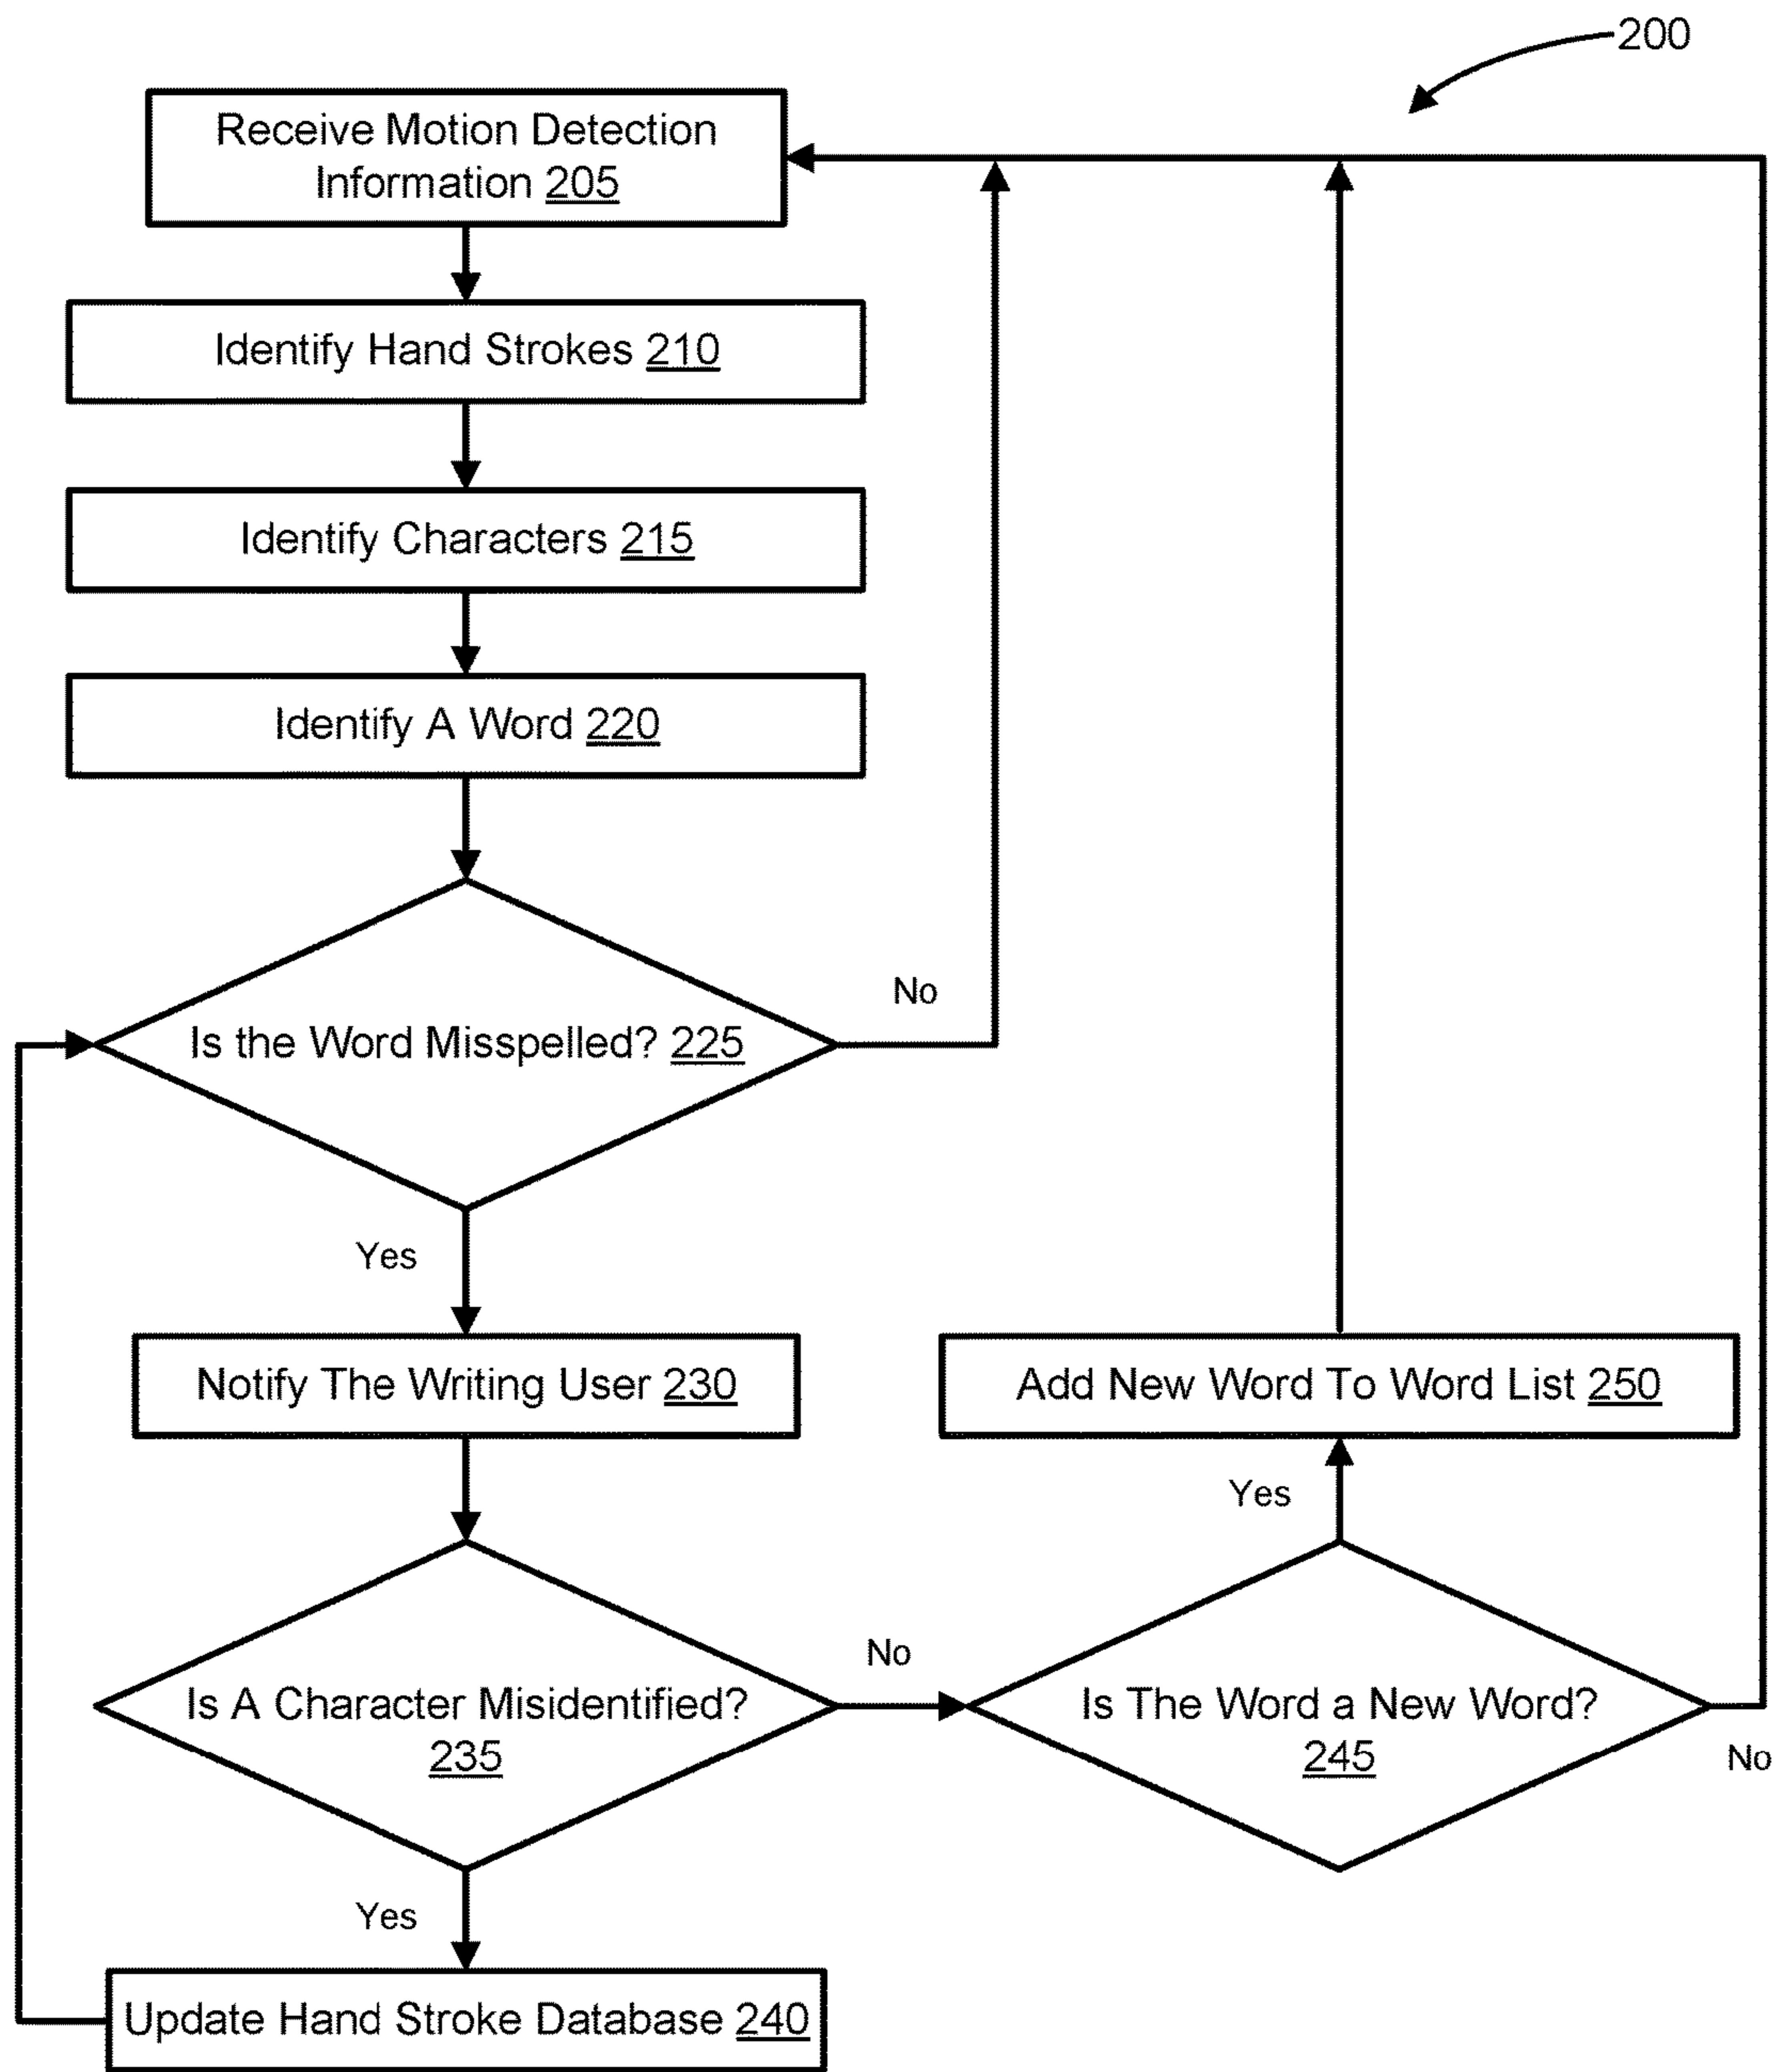 200
Receive Motion Detection
Information 205
Identify Hand Strokes 210
Identify Characters 215
Identify A Word 220
No
Is the Word Misspelled? 225
Yes
Notify The Writing User 230
Add New Word To Word List 250
Yes
No
Is A Character Misidentified?
235
Is The Word a New Word?
245
No
Yes
Update Hand Stroke Database 240